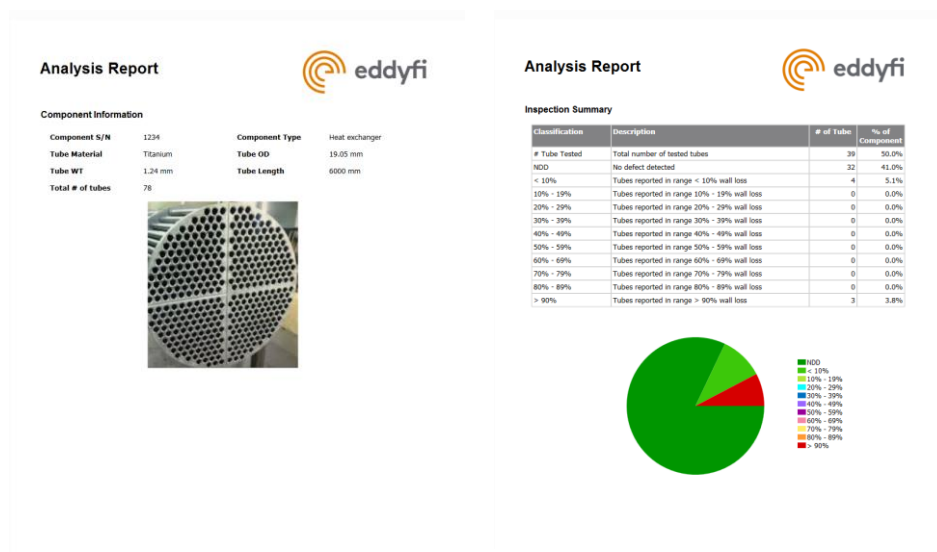 Analysis Report
eddyfi
Component Information
Component S/N 1234 Component Type Heat exchanger
Tube Material Titanium Tube OD 19.05 mm
Tube WT 1.24 mm Tube Length 6000 mm
Total # of tubes 78
Analysis Report
eddyfi
Inspection Summary
Classification Description # of Tube % of Component
# Tube Tested Total number of tested tubes 39 50.0%
NDD No defect detected 32 41.0%
< 10% Tubes reported in range < 10% wall loss 4 5.1%
10% - 19% Tubes reported in range 10% - 19% wall loss 0 0.0%
20% - 29% Tubes reported in range 20% - 29% wall loss 0 0.0%
30% - 39% Tubes reported in range 30% - 39% wall loss 0 0.0%
40% - 49% Tubes reported in range 40% - 49% wall loss 0 0.0%
50% - 59% Tubes reported in range 50% - 59% wall loss 0 0.0%
60% - 69% Tubes reported in range 60% - 69% wall loss 0 0.0%
70% - 79% Tubes reported in range 70% - 79% wall loss 0 0.0%
80% - 89% Tubes reported in range 80% - 89% wall loss 0 0.0%
> 90% Tubes reported in range > 90% wall loss 3 3.8%
NDD
< 10%
10% - 19%
20% - 29%
30% - 39%
40% - 49%
50% - 59%
60% - 69%
70% - 79%
80% - 89%
> 90%